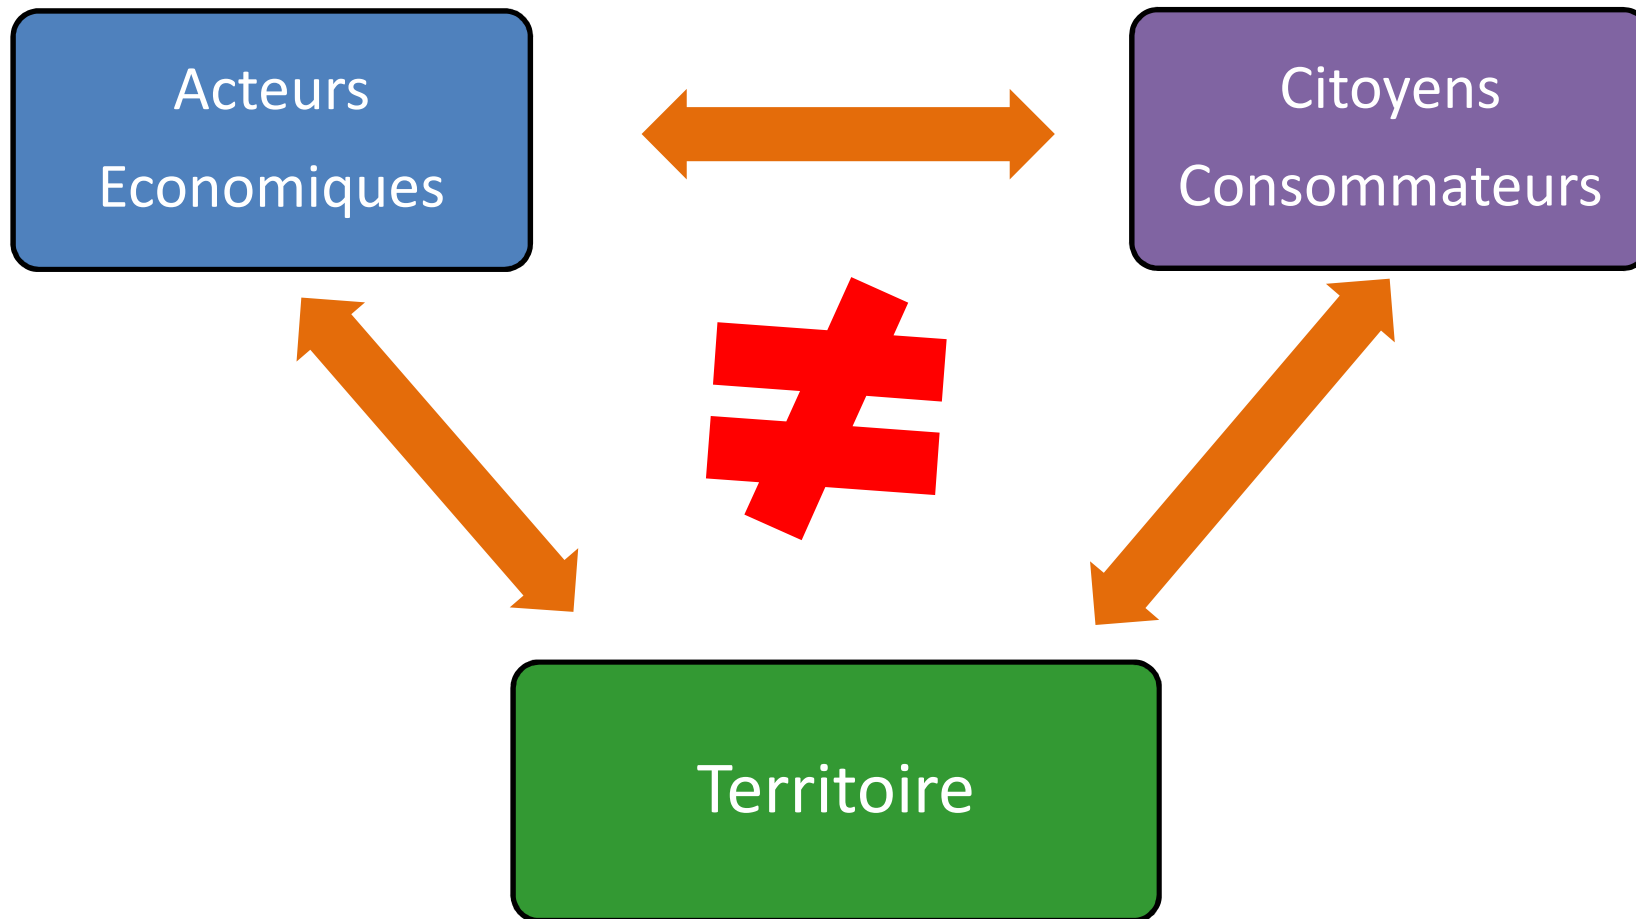 Acteurs
Economiques
Citoyens
Consommateurs
≠
Territoire